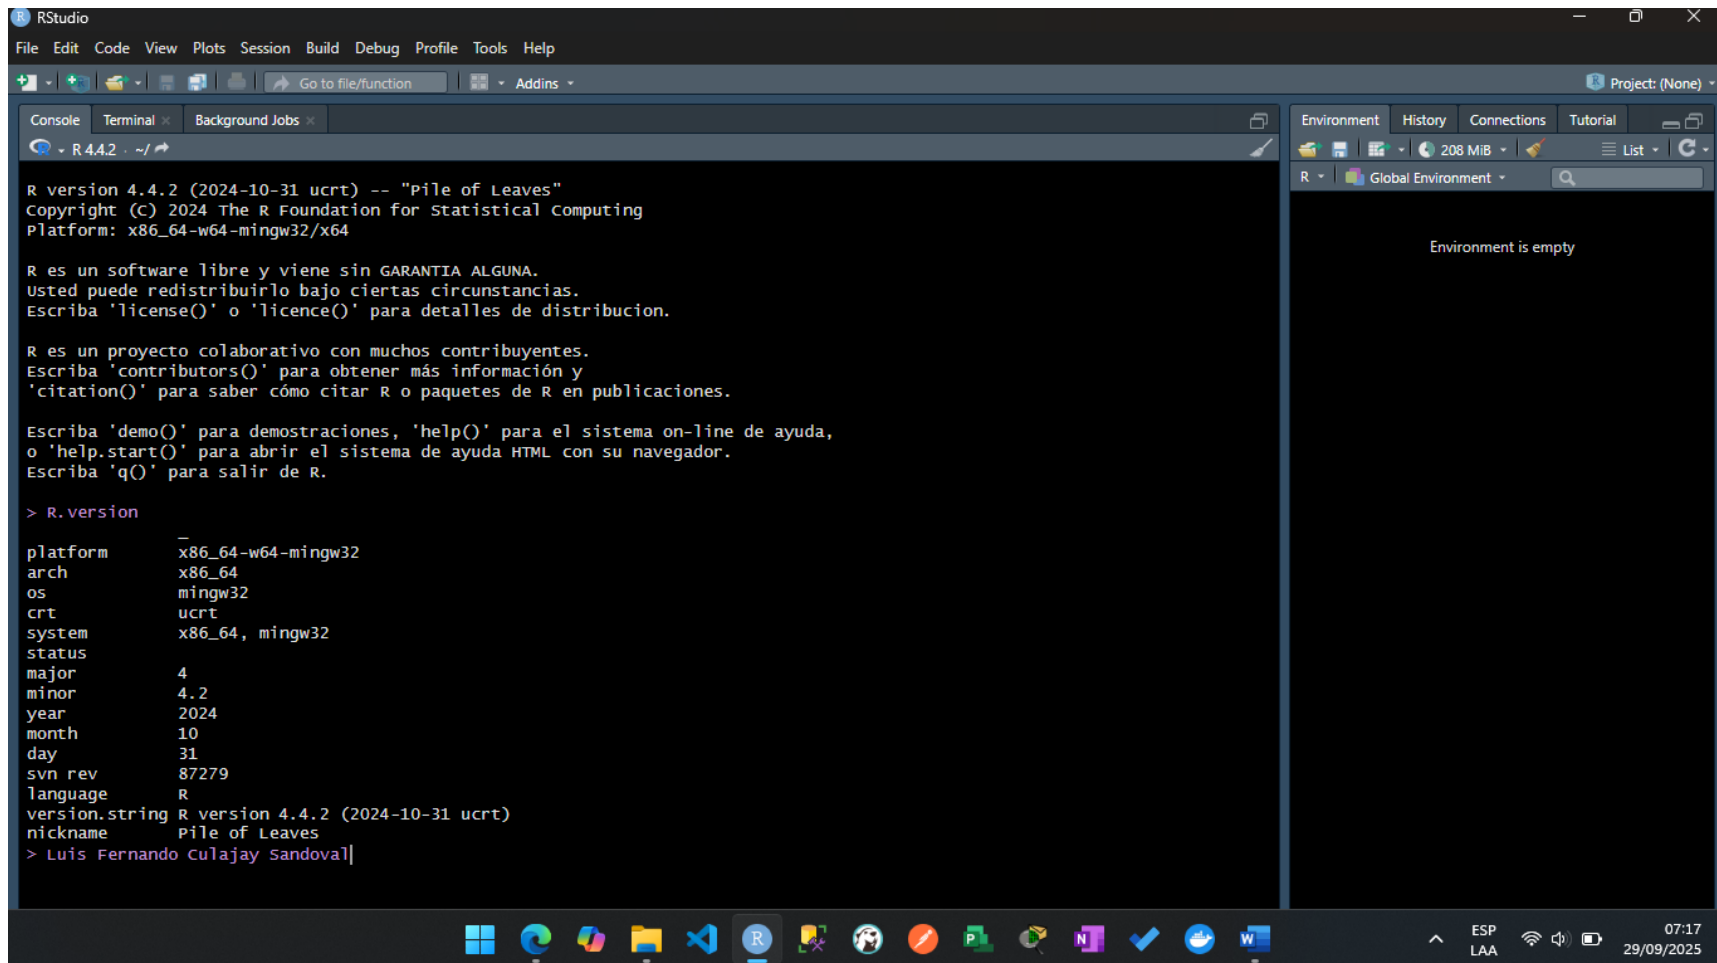 RStudio
File Edit Code View Plots Session Build Debug Profile Tools Help
Go to file/function Addins Project: (None)
Console Terminal Background Jobs
R 4.4.2 · ~/
R version 4.4.2 (2024-10-31 ucrt) -- "Pile of Leaves"
Copyright (C) 2024 The R Foundation for Statistical Computing
Platform: x86_64-w64-mingw32/x64
R es un software libre y viene sin GARANTIA ALGUNA.
Usted puede redistribuirlo bajo ciertas circunstancias.
Escriba 'license()' o 'licence()' para detalles de distribucion.
R es un proyecto colaborativo con muchos contribuyentes.
Escriba 'contributors()' para obtener más información y
'citation()' para saber cómo citar R o paquetes de R en publicaciones.
Escriba 'demo()' para demostraciones, 'help()' para el sistema on-line de ayuda,
o 'help.start()' para abrir el sistema de ayuda HTML con su navegador.
Escriba 'q()' para salir de R.
> R.version
_
platform x86_64-w64-mingw32
arch x86_64
os mingw32
crt ucrt
system x86_64, mingw32
status
major 4
minor 4.2
year 2024
month 10
day 31
svn rev 87279
language R
version.string R version 4.4.2 (2024-10-31 ucrt)
nickname Pile of Leaves
> Luis Fernando Culajay Sandoval
Environment History Connections Tutorial
208 MiB List
R Global Environment
Environment is empty
ESP
LAA
07:17
29/09/2025